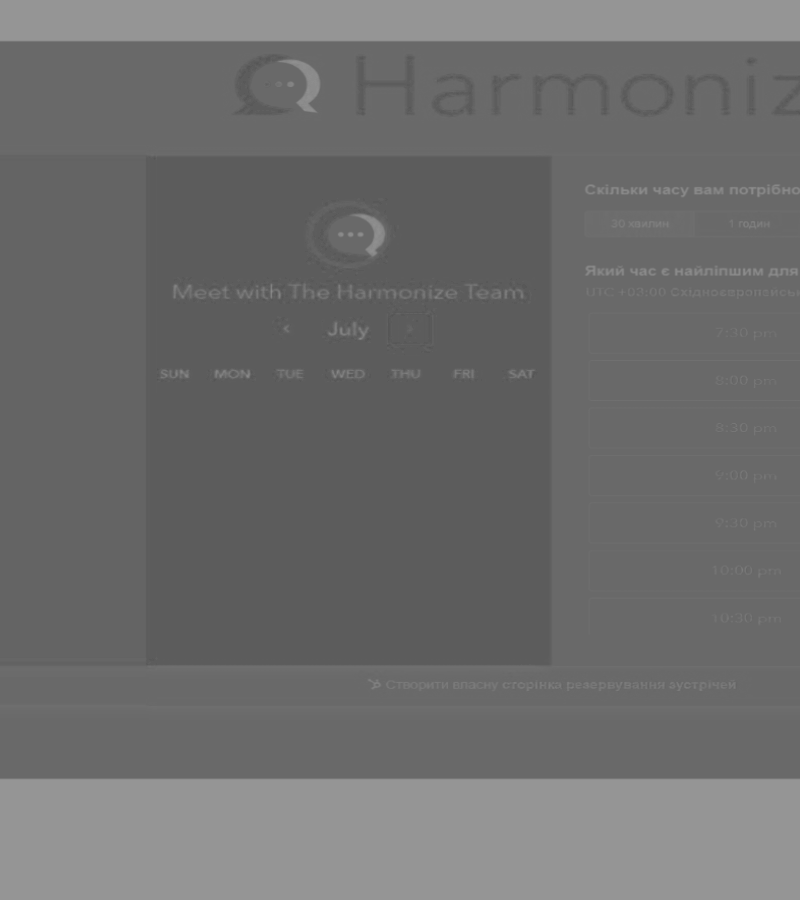 Harmoniz
Meet with The Harmonize Team
‹ July ›
SUN MON TUE WED THU FRI SAT
Скільки часу вам потрібно
30 хвилин 1 годин
Який час є найліпшим для
UTC +03:00 Східноєвропейськ
7:30 pm
8:00 pm
8:30 pm
9:00 pm
9:30 pm
10:00 pm
10:30 pm
Створити власну сторінка резервування зустрічей